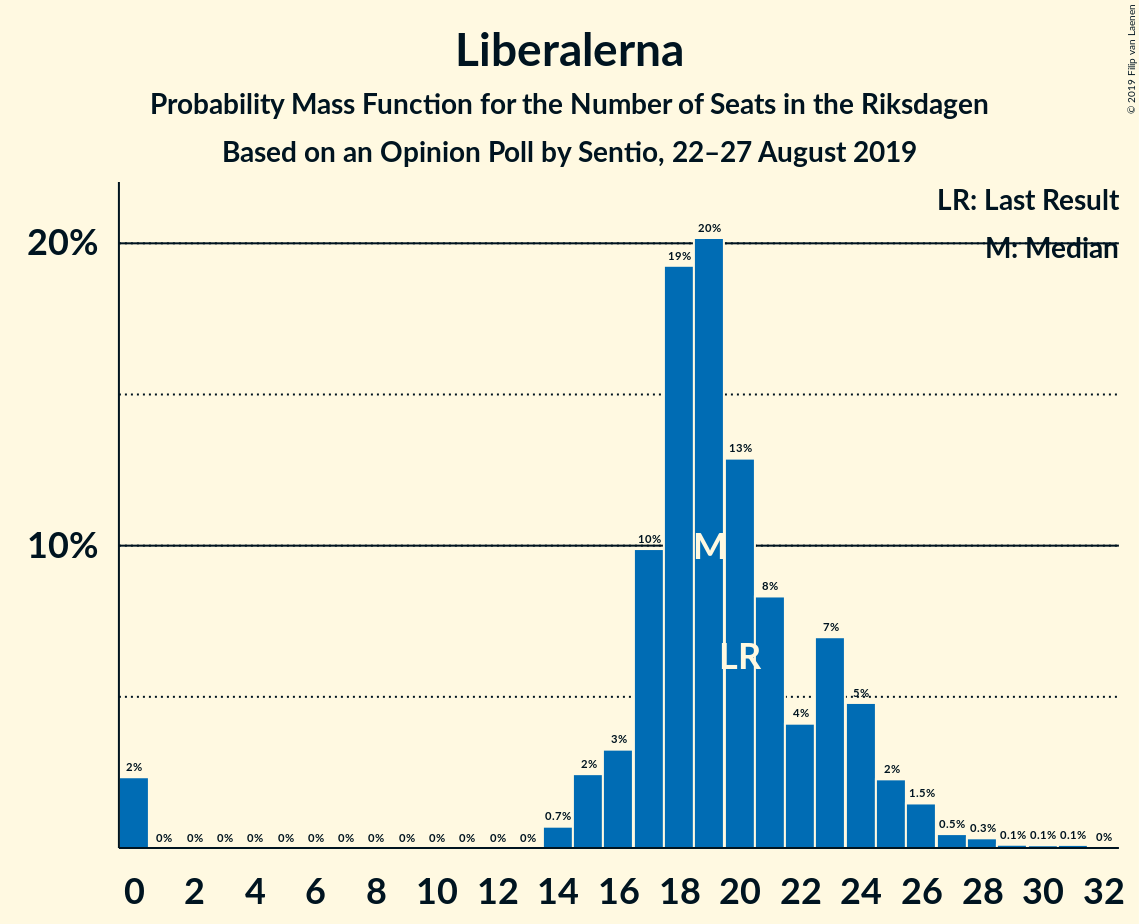 Liberalerna
Probability Mass Function for the Number of Seats in the Riksdagen
Based on an Opinion Poll by Sentio, 22–27 August 2019
© 2019 Filip van Laenen
LR: Last Result
M: Median
20%
10%
2% 0% 0% 0% 0% 0% 0% 0% 0% 0% 0% 0% 0% 0% 0.7% 2% 3% 10% 19% 20% 13% 8% 4% 7% 5% 2% 1.5% 0.5% 0.3% 0.1% 0.1% 0.1% 0%
M
LR
0 2 4 6 8 10 12 14 16 18 20 22 24 26 28 30 32